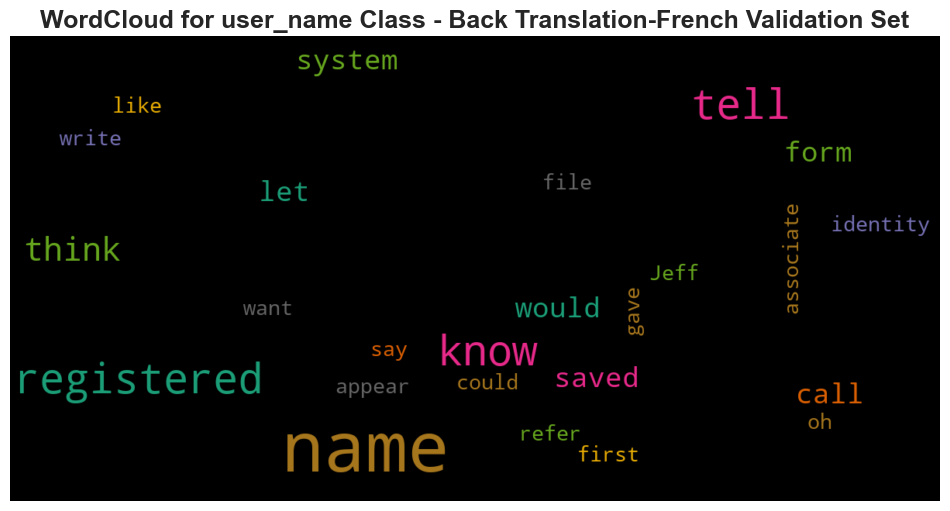 WordCloud for user_name Class - Back Translation-French Validation Set
system
like
tell
write
form
file
let
associate
identity
think
Jeff
gave
want
would
say
know
registered
appear
could
saved
call
oh
name
refer
first